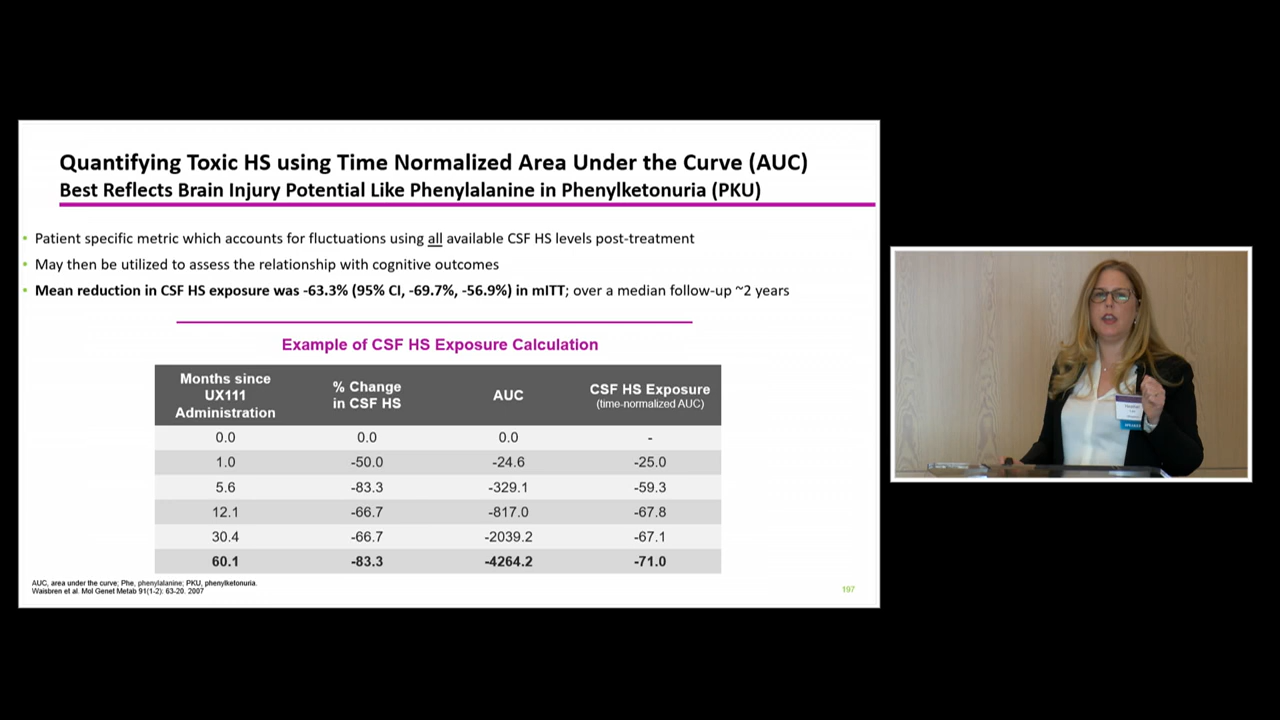 Quantifying Toxic HS using Time Normalized Area Under the Curve (AUC)
Best Reflects Brain Injury Potential Like Phenylalanine in Phenylketonuria (PKU)
• Patient specific metric which accounts for fluctuations using all available CSF HS levels post-treatment
• May then be utilized to assess the relationship with cognitive outcomes
• Mean reduction in CSF HS exposure was -63.3% (95% CI, -69.7%, -56.9%) in mITT; over a median follow-up ~2 years
Example of CSF HS Exposure Calculation
Months since UX111 Administration % Change in CSF HS AUC CSF HS Exposure (time-normalized AUC)
0.0 0.0 0.0 -
1.0 -50.0 -24.6 -25.0
5.6 -83.3 -329.1 -59.3
12.1 -66.7 -817.0 -67.8
30.4 -66.7 -2039.2 -67.1
60.1 -83.3 -4264.2 -71.0
AUC, area under the curve; Phe, phenylalanine; PKU, phenylketonuria.
Waisbren et al. Mol Genet Metab 91(1-2): 63-20. 2007
197
SPEAKER